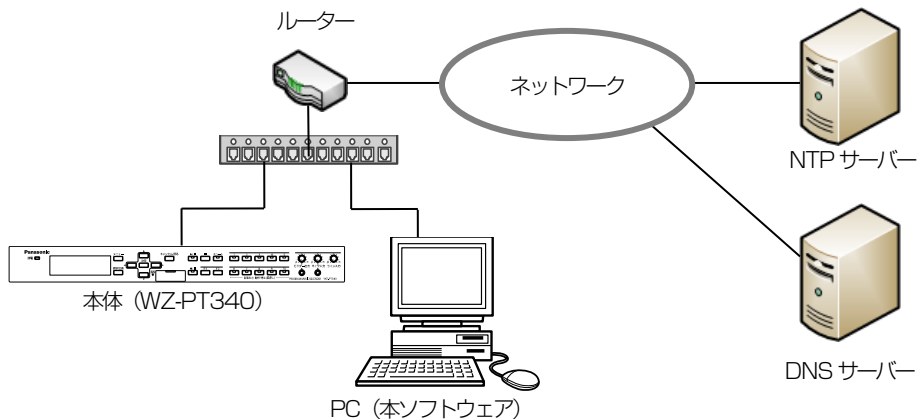 ルーター
ネットワーク
NTP サーバー
Panasonic
本体（WZ-PT340）
DNS サーバー
PC（本ソフトウェア）